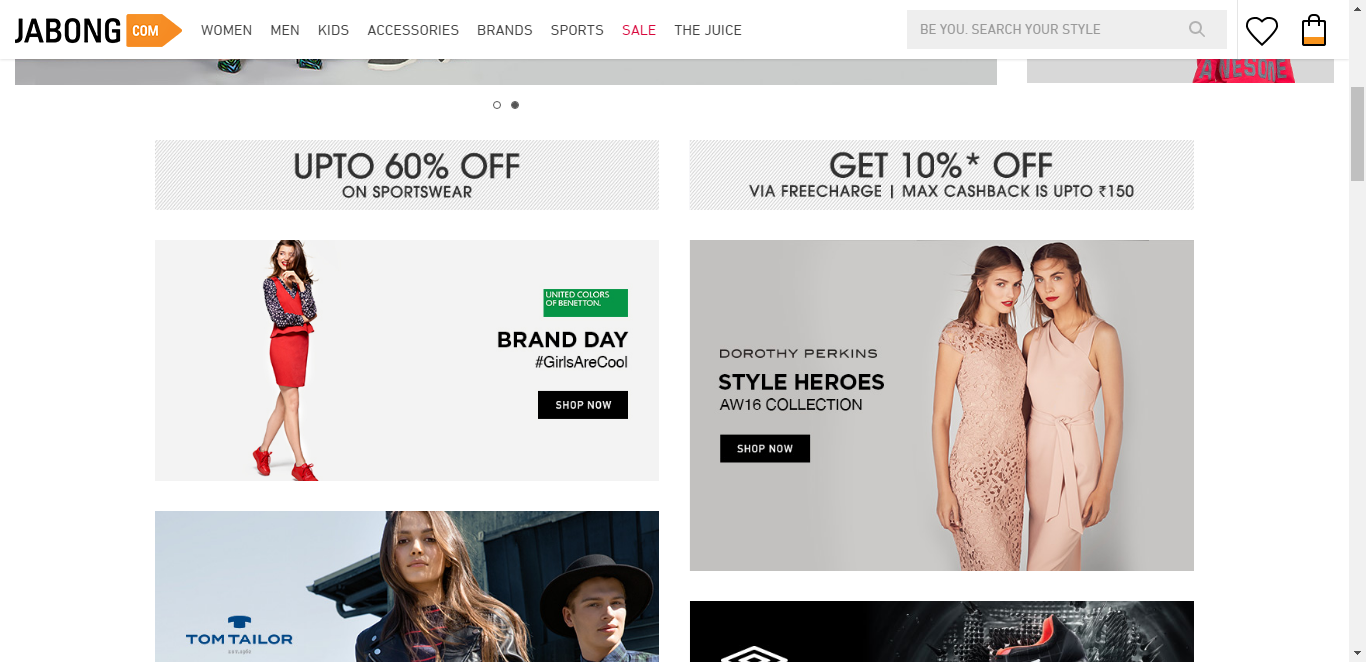 JABONG COM
WOMEN MEN KIDS ACCESSORIES BRANDS SPORTS SALE THE JUICE
BE YOU. SEARCH YOUR STYLE
AWESOME
UPTO 60% OFF
ON SPORTSWEAR
GET 10%* OFF
VIA FREECHARGE | MAX CASHBACK IS UPTO ₹150
UNITED COLORS
OF BENETTON.
BRAND DAY
#GirlsAreCool
SHOP NOW
DOROTHY PERKINS
STYLE HEROES
AW16 COLLECTION
SHOP NOW
TOM TAILOR